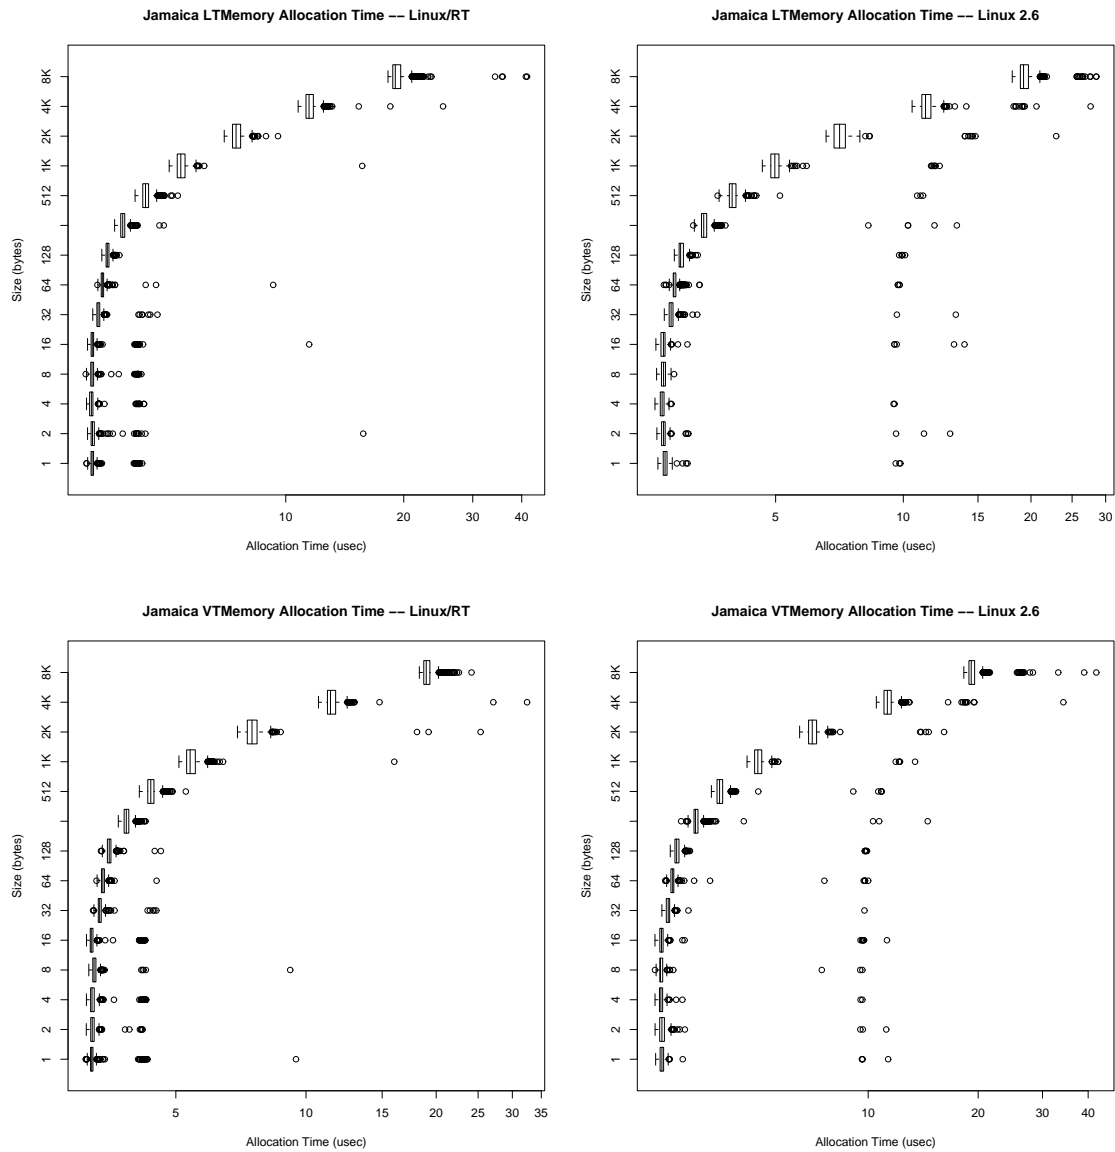 Jamaica LTMemory Allocation Time −− Linux/RT
Size (bytes)
8K
4K
2K
1K
512
128
64
32
16
8
4
2
1
10 20 30 40
Allocation Time (usec)
Jamaica LTMemory Allocation Time −− Linux 2.6
Size (bytes)
8K
4K
2K
1K
512
128
64
32
16
8
4
2
1
5 10 15 20 25 30
Allocation Time (usec)
Jamaica VTMemory Allocation Time −− Linux/RT
Size (bytes)
8K
4K
2K
1K
512
128
64
32
16
8
4
2
1
5 10 15 20 25 30 35
Allocation Time (usec)
Jamaica VTMemory Allocation Time −− Linux 2.6
Size (bytes)
8K
4K
2K
1K
512
128
64
32
16
8
4
2
1
10 20 30 40
Allocation Time (usec)